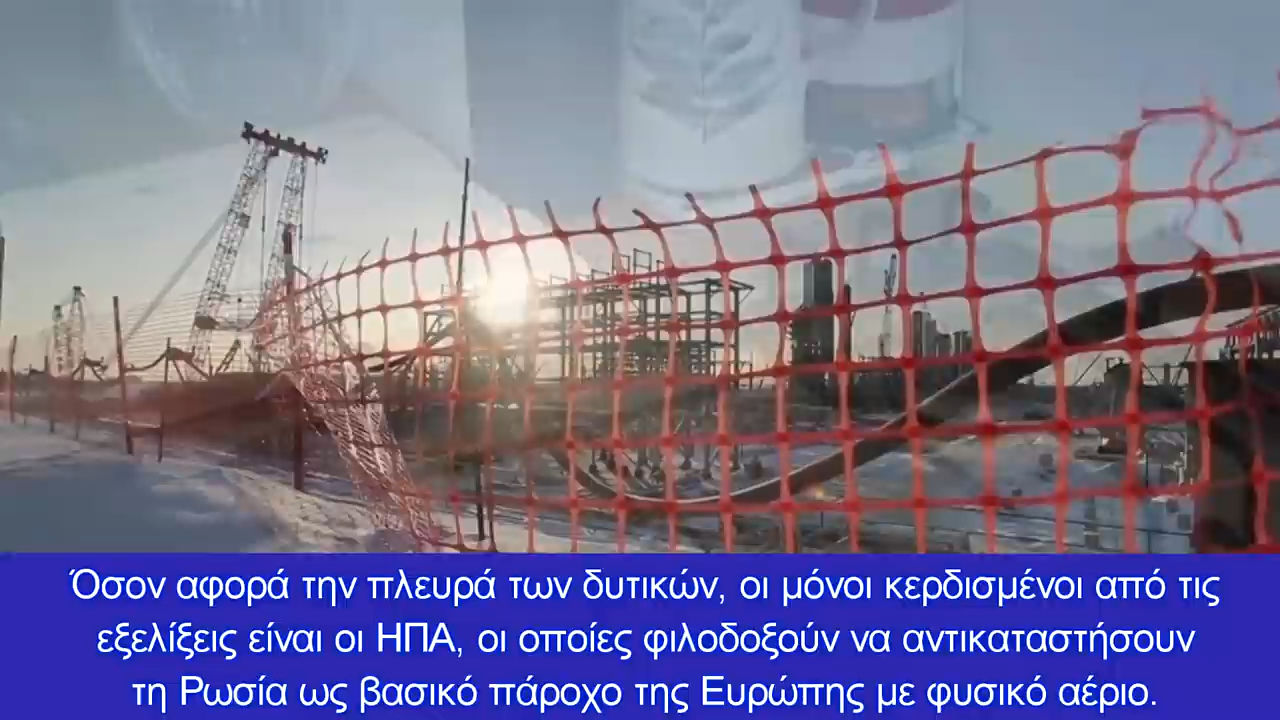 Όσον αφορά την πλευρά των δυτικών, οι μόνοι κερδισμένοι από τις
εξελίξεις είναι οι ΗΠΑ, οι οποίες φιλοδοξούν να αντικαταστήσουν
τη Ρωσία ως βασικό πάροχο της Ευρώπης με φυσικό αέριο.